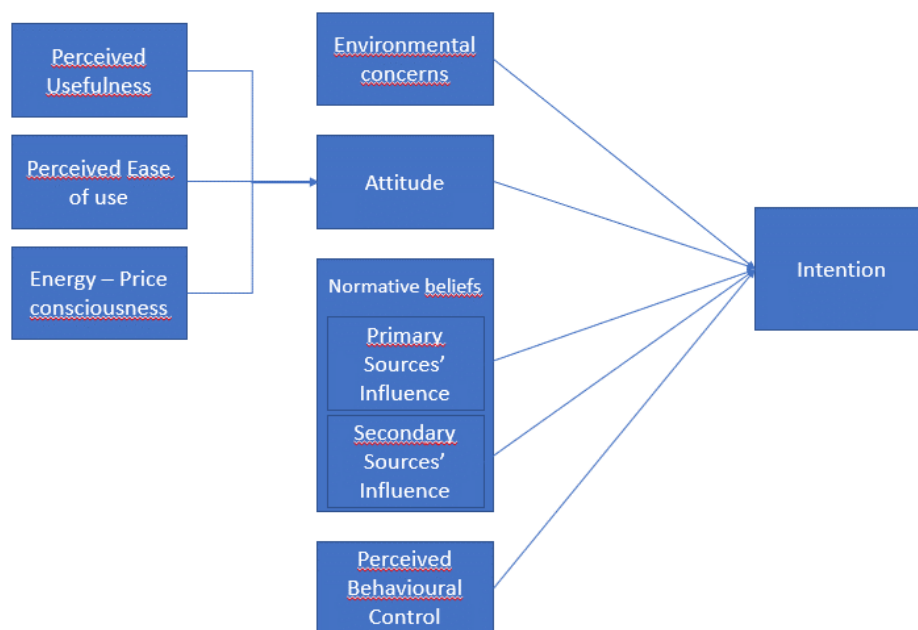 Perceived
Usefulness
Perceived Ease
of use
Energy – Price
consciousness
Environmental
concerns
Attitude
Normative beliefs
Primary
Sources’
Influence
Secondary
Sources’
Influence
Perceived
Behavioural
Control
Intention